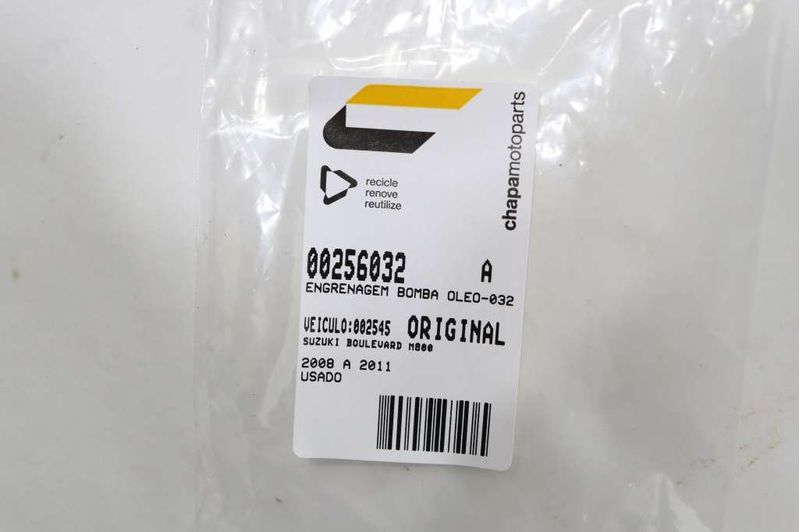 chapamotoparts
recicle
renove
reutilize
00256032 A
ENGRENAGEM BOMBA OLEO-032
VEICULO:002545 ORIGINAL
SUZUKI BOULEVARD M800
2008 A 2011
USADO